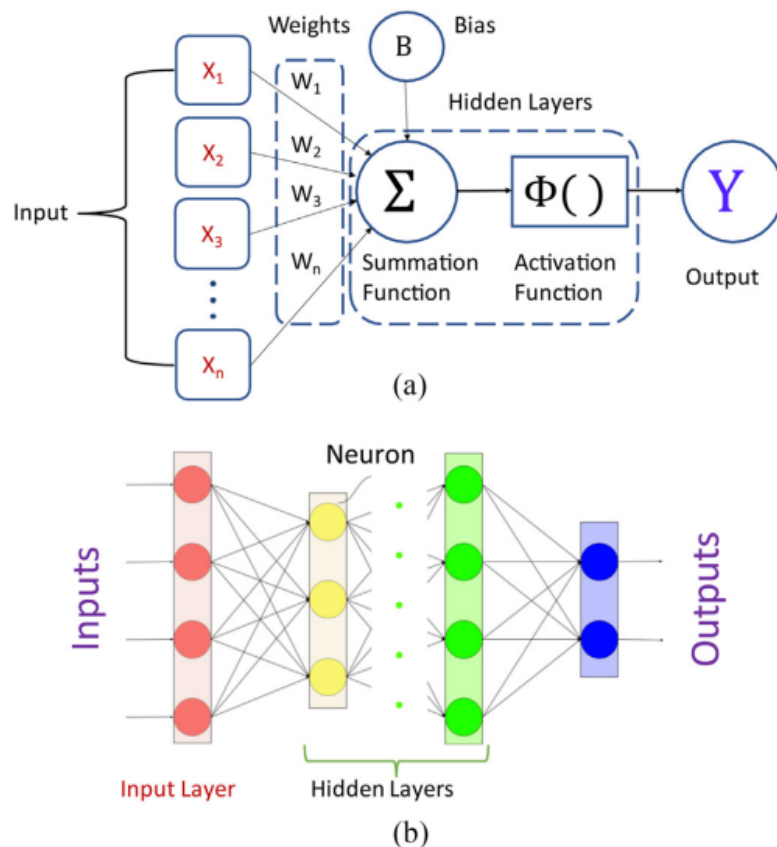 Weights
B
Bias
X1
W1
Hidden Layers
X2
W2
Input
W3
Σ
Φ( )
Y
X3
Wn
Summation
Function
Activation
Function
Output
Xn
(a)
Neuron
Inputs
Outputs
Input Layer
Hidden Layers
(b)